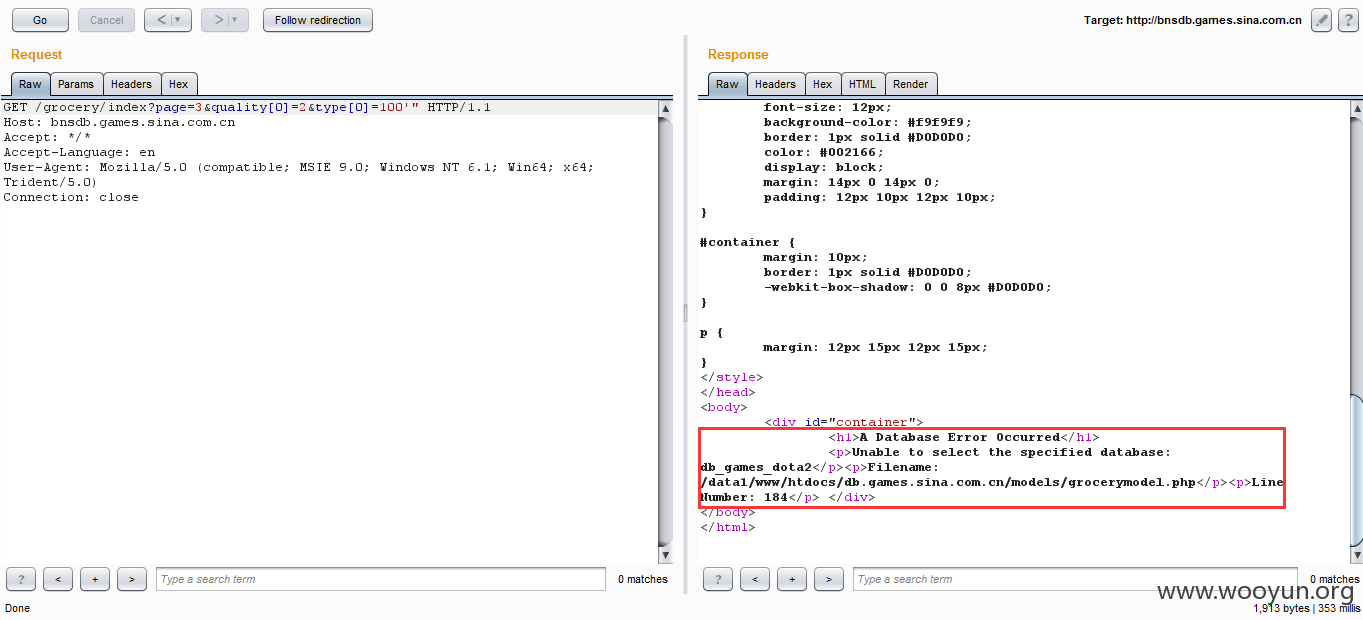 Go Cancel < | ▼ > | ▼ Follow redirection Target: http://bnsdb.games.sina.com.cn ?
Request
Raw Params Headers Hex
GET /grocery/index?page=3&quality[0]=2&type[0]=100'" HTTP/1.1
Host: bnsdb.games.sina.com.cn
Accept: */*
Accept-Language: en
User-Agent: Mozilla/5.0 (compatible; MSIE 9.0; Windows NT 6.1; Win64; x64;
Trident/5.0)
Connection: close
? < + > Type a search term 0 matches
Response
Raw Headers Hex HTML Render
font-size: 12px;
background-color: #f9f9f9;
border: 1px solid #D0D0D0;
color: #002166;
display: block;
margin: 14px 0 14px 0;
padding: 12px 10px 12px 10px;
}
#container {
margin: 10px;
border: 1px solid #D0D0D0;
-webkit-box-shadow: 0 0 8px #D0D0D0;
}
p {
margin: 12px 15px 12px 15px;
}
</style>
</head>
<body>
<div id="container">
<h1>A Database Error Occurred</h1>
<p>Unable to select the specified database:
db_games_dota2</p><p>Filename:
/data1/www/htdocs/db.games.sina.com.cn/models/grocerymodel.php</p><p>Line
Number: 184</p> </div>
</body>
</html>
? < + > Type a search term 0 matches
www.wooyun.org
Done 1,913 bytes | 353 millis